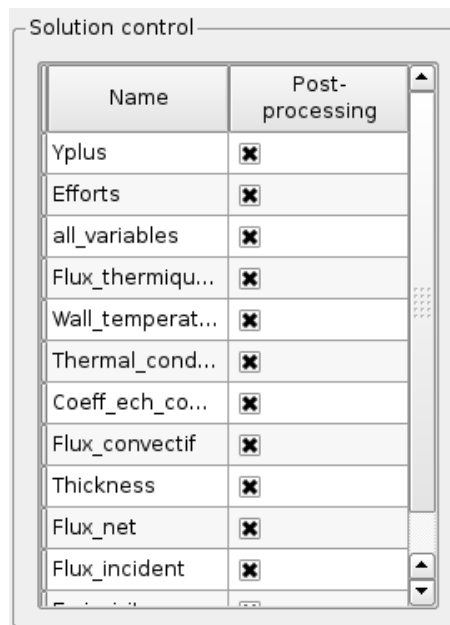 Solution control
Name
Post-
processing
Yplus
Efforts
all_variables
Flux_thermiqu...
Wall_temperat...
Thermal_cond...
Coeff_ech_co...
Flux_convectif
Thickness
Flux_net
Flux_incident